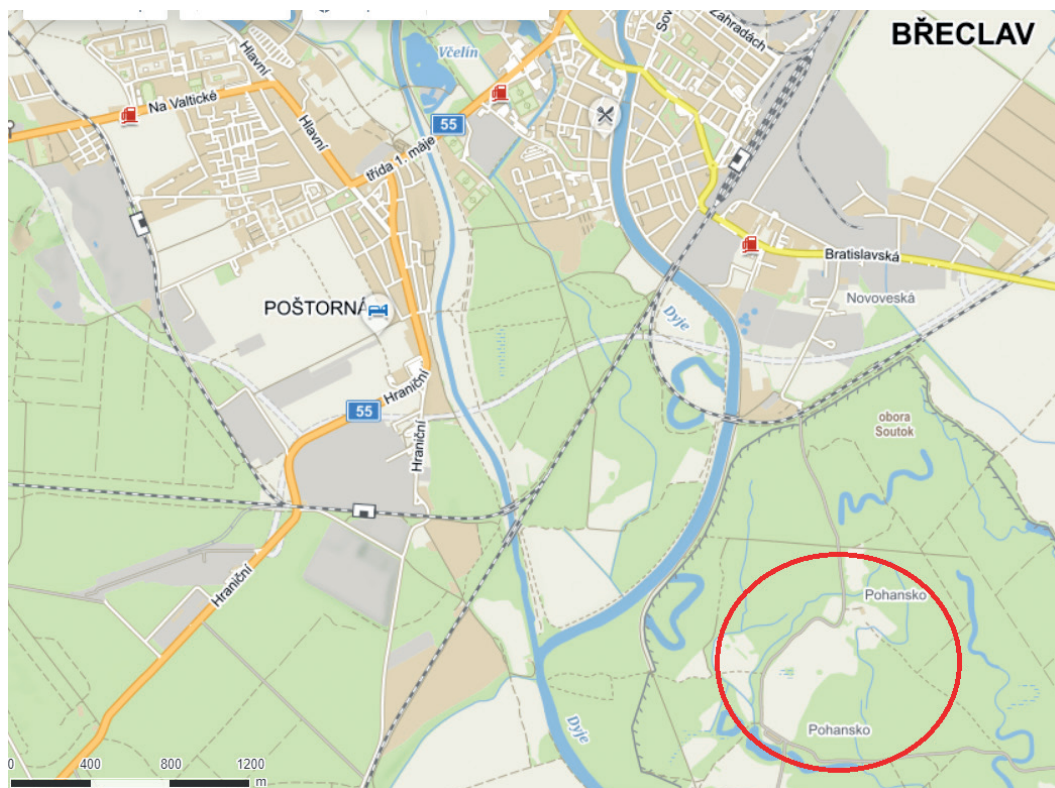 BŘECLAV
Zahradách
Včelín
Hlavní
Na Valtické
Hlavní
55
třída 1. máje
Bratislavská
Novoveská
POŠTORNÁ
Dyje
Hraniční
55
Hraniční
obora
Soutok
Hraniční
Pohansko
Pohansko
Dyje
0 400 800 1200
m